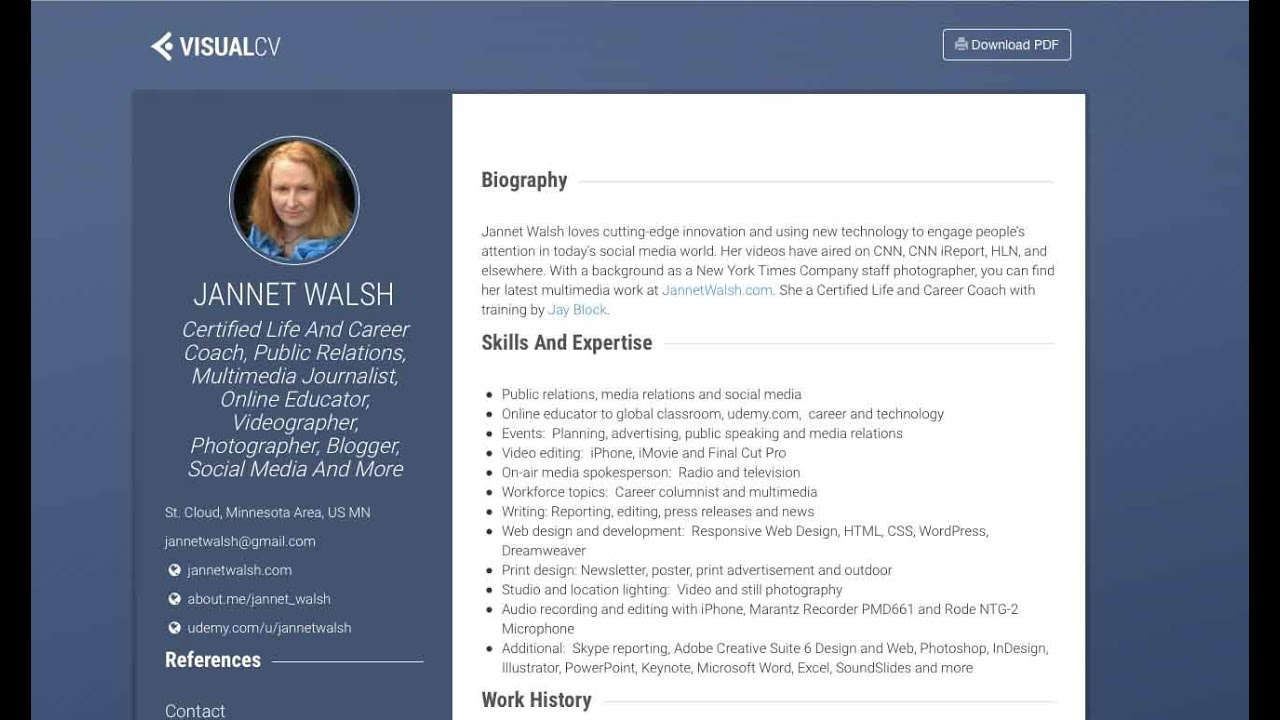 VISUALCV
Download PDF
JANNET WALSH
Certified Life And Career
Coach, Public Relations,
Multimedia Journalist,
Online Educator,
Videographer,
Photographer, Blogger,
Social Media And More
St. Cloud, Minnesota Area, US MN
jannetwalsh@gmail.com
jannetwalsh.com
about.me/jannet_walsh
udemy.com/u/jannetwalsh
References
Contact
Biography
Jannet Walsh loves cutting-edge innovation and using new technology to engage people's
attention in today's social media world. Her videos have aired on CNN, CNN iReport, HLN, and
elsewhere. With a background as a New York Times Company staff photographer, you can find
her latest multimedia work at JannetWalsh.com. She a Certified Life and Career Coach with
training by Jay Block.
Skills And Expertise
• Public relations, media relations and social media
• Online educator to global classroom, udemy.com, career and technology
• Events: Planning, advertising, public speaking and media relations
• Video editing: iPhone, iMovie and Final Cut Pro
• On-air media spokesperson: Radio and television
• Workforce topics: Career columnist and multimedia
• Writing: Reporting, editing, press releases and news
• Web design and development: Responsive Web Design, HTML, CSS, WordPress,
Dreamweaver
• Print design: Newsletter, poster, print advertisement and outdoor
• Studio and location lighting: Video and still photography
• Audio recording and editing with iPhone, Marantz Recorder PMD661 and Rode NTG-2
Microphone
• Additional: Skype reporting, Adobe Creative Suite 6 Design and Web, Photoshop, InDesign,
Illustrator, PowerPoint, Keynote, Microsoft Word, Excel, SoundSlides and more
Work History